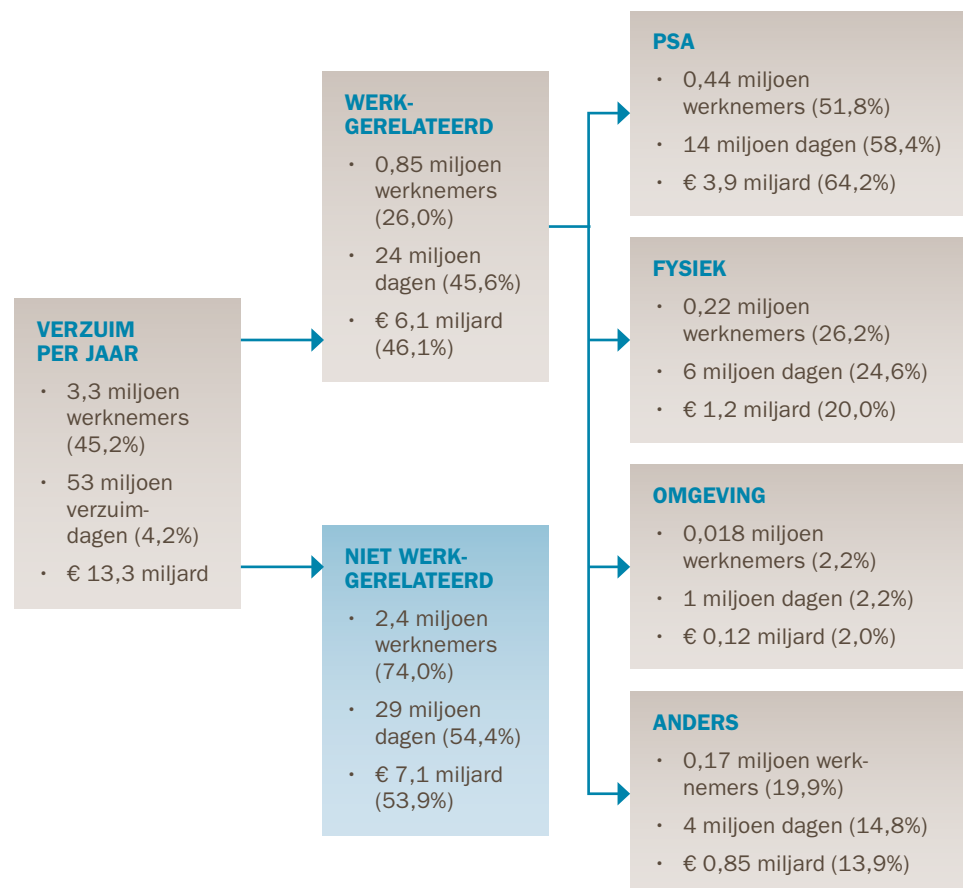 VERZUIM
PER JAAR
· 3,3 miljoen
werknemers
(45,2%)
· 53 miljoen
verzuim-
dagen (4,2%)
· € 13,3 miljard
WERK-
GERELATEERD
· 0,85 miljoen
werknemers
(26,0%)
· 24 miljoen
dagen (45,6%)
· € 6,1 miljard
(46,1%)
NIET WERK-
GERELATEERD
· 2,4 miljoen
werknemers
(74,0%)
· 29 miljoen
dagen (54,4%)
· € 7,1 miljard
(53,9%)
PSA
· 0,44 miljoen
werknemers (51,8%)
· 14 miljoen dagen (58,4%)
· € 3,9 miljard (64,2%)
FYSIEK
· 0,22 miljoen
werknemers (26,2%)
· 6 miljoen dagen (24,6%)
· € 1,2 miljard (20,0%)
OMGEVING
· 0,018 miljoen
werknemers (2,2%)
· 1 miljoen dagen (2,2%)
· € 0,12 miljard (2,0%)
ANDERS
· 0,17 miljoen werk-
nemers (19,9%)
· 4 miljoen dagen (14,8%)
· € 0,85 miljard (13,9%)